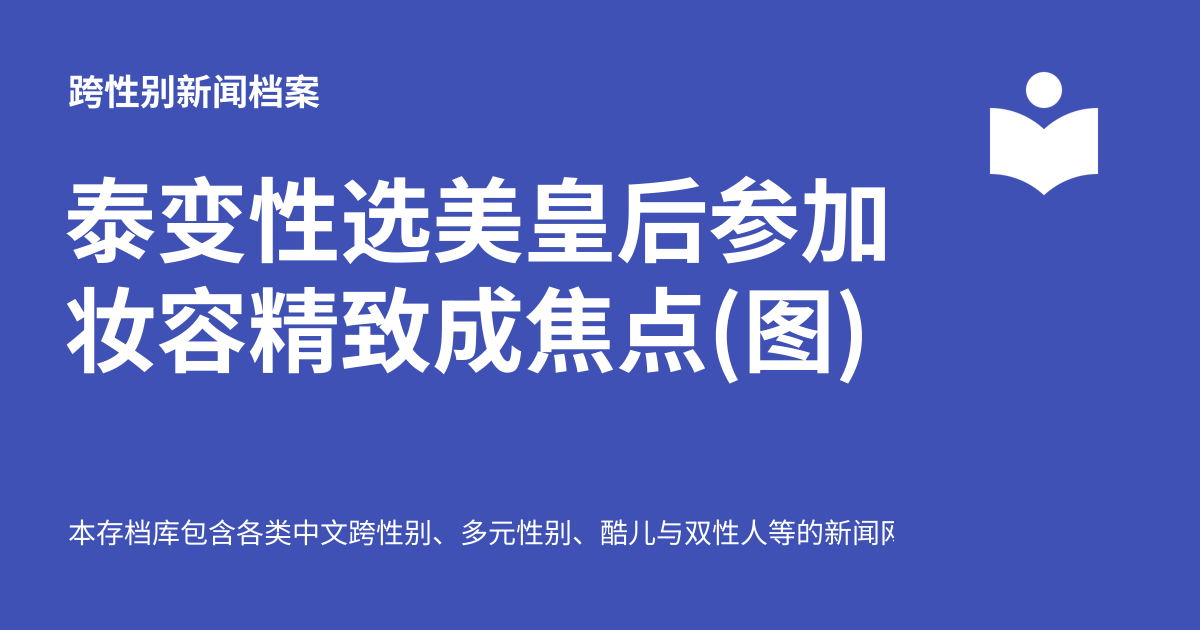 跨性别新闻档案
泰变性选美皇后参加
妆容精致成焦点(图)
本存档库包含各类中文跨性别、多元性别、酷儿与双性人等的新闻